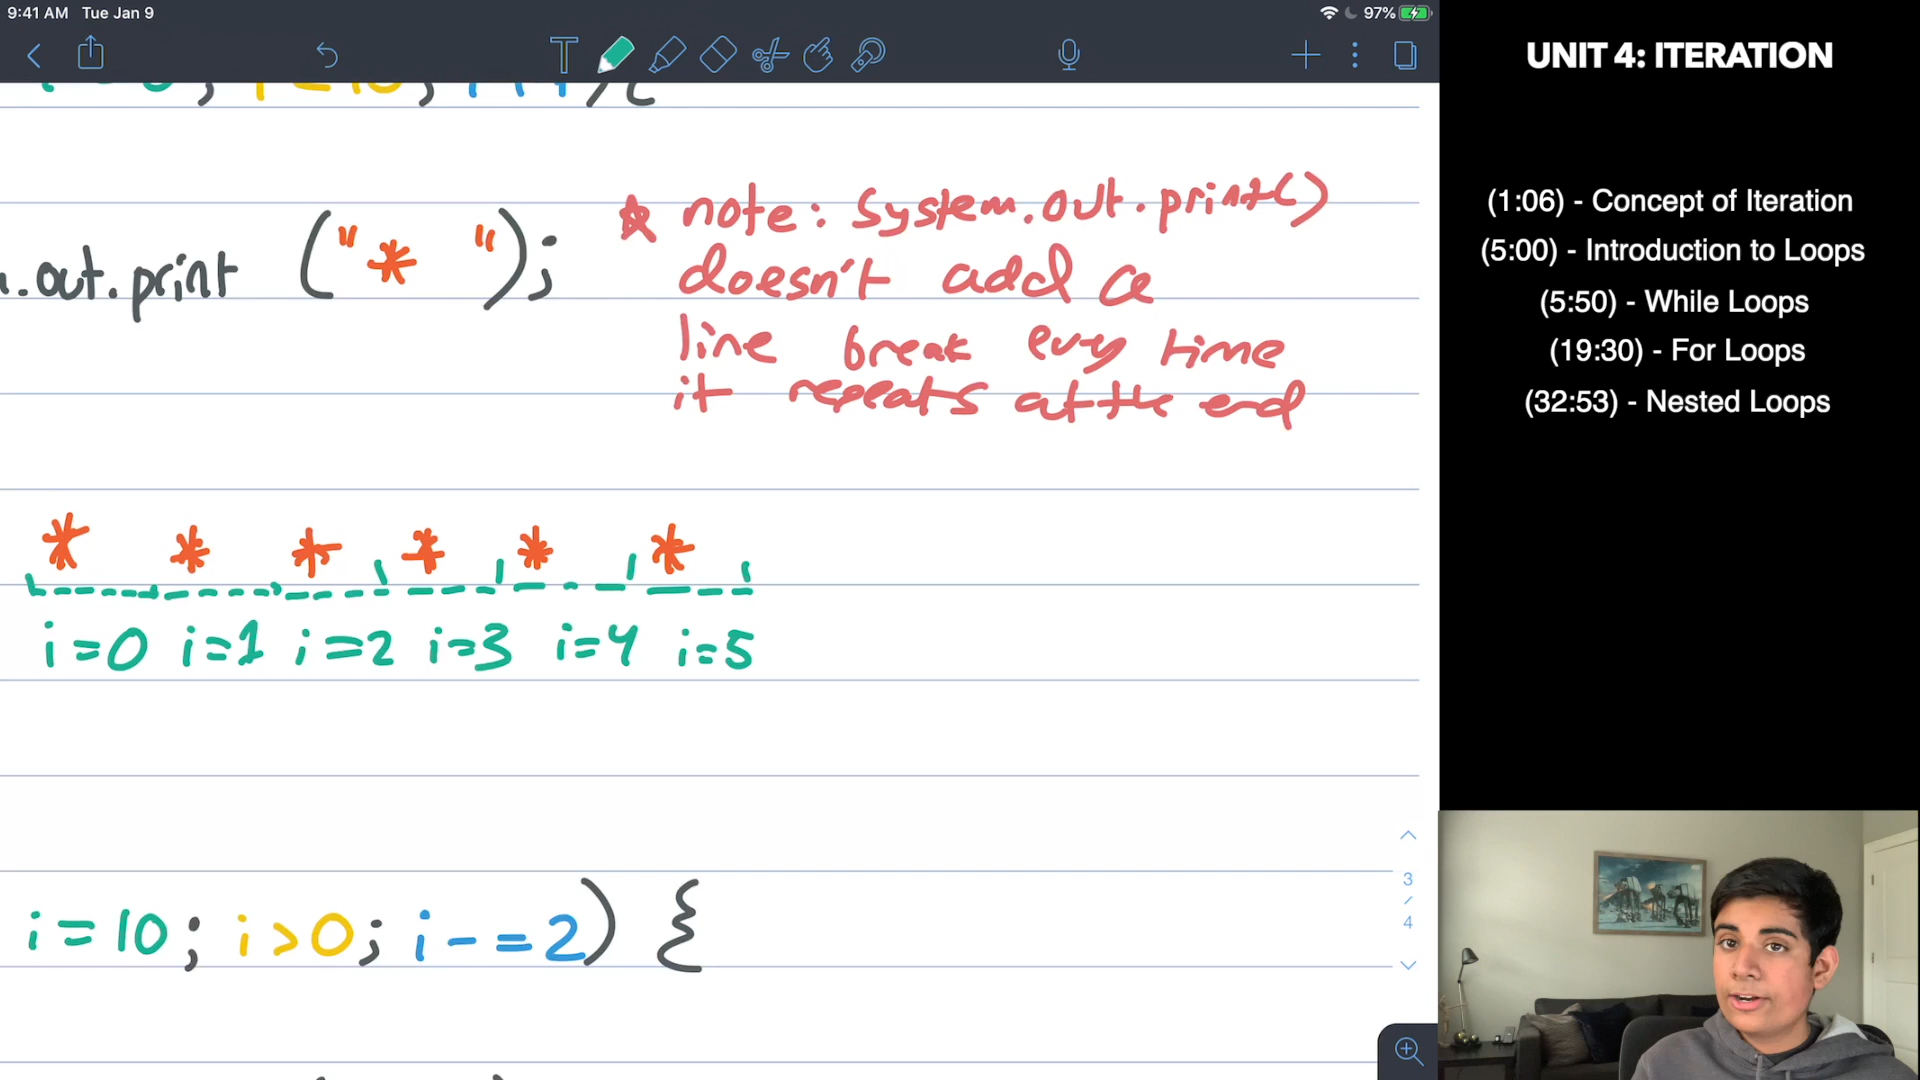 9:41 AM Tue Jan 9
97%
UNIT 4: ITERATION
(1:06) - Concept of Iteration
(5:00) - Introduction to Loops
(5:50) - While Loops
(19:30) - For Loops
(32:53) - Nested Loops
.out.print ("* ");
* note: System.out.print()
doesn't add a
line break every time
it repeats at the end
* * * * * *
i=0 i=1 i=2 i=3 i=4 i=5
i=10; i>0; i-=2) {
3
/
4